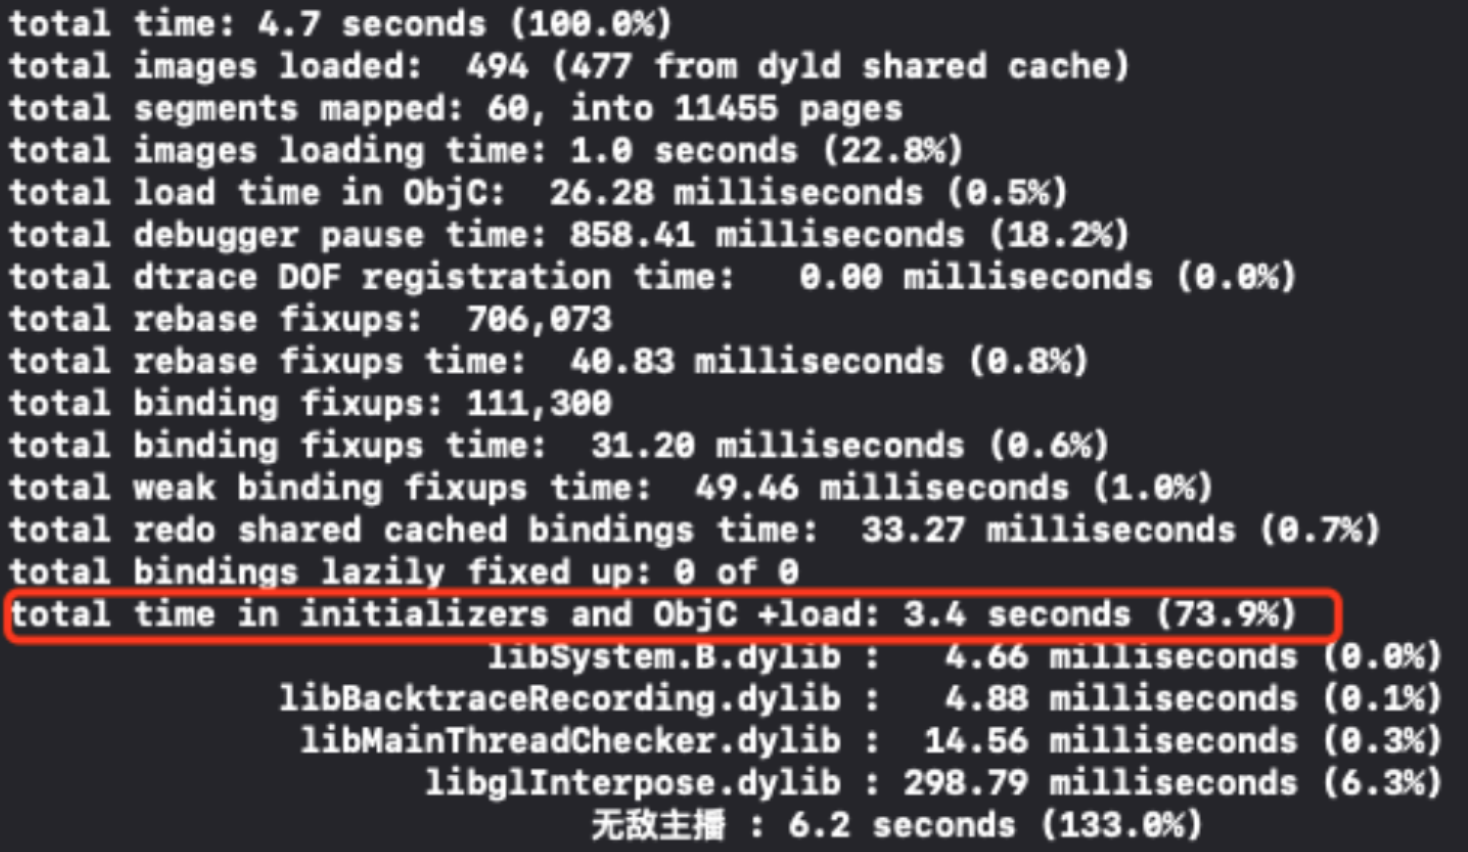 total time: 4.7 seconds (100.0%)
total images loaded:  494 (477 from dyld shared cache)
total segments mapped: 60, into 11455 pages
total images loading time: 1.0 seconds (22.8%)
total load time in ObjC:  26.28 milliseconds (0.5%)
total debugger pause time: 858.41 milliseconds (18.2%)
total dtrace DOF registration time:   0.00 milliseconds (0.0%)
total rebase fixups:  706,073
total rebase fixups time:  40.83 milliseconds (0.8%)
total binding fixups: 111,300
total binding fixups time:  31.20 milliseconds (0.6%)
total weak binding fixups time:  49.46 milliseconds (1.0%)
total redo shared cached bindings time:  33.27 milliseconds (0.7%)
total bindings lazily fixed up: 0 of 0
total time in initializers and ObjC +load: 3.4 seconds (73.9%)
libSystem.B.dylib :   4.66 milliseconds (0.0%)
libBacktraceRecording.dylib :   4.88 milliseconds (0.1%)
libMainThreadChecker.dylib :  14.56 milliseconds (0.3%)
libglInterpose.dylib : 298.79 milliseconds (6.3%)
无敌主播 : 6.2 seconds (133.0%)